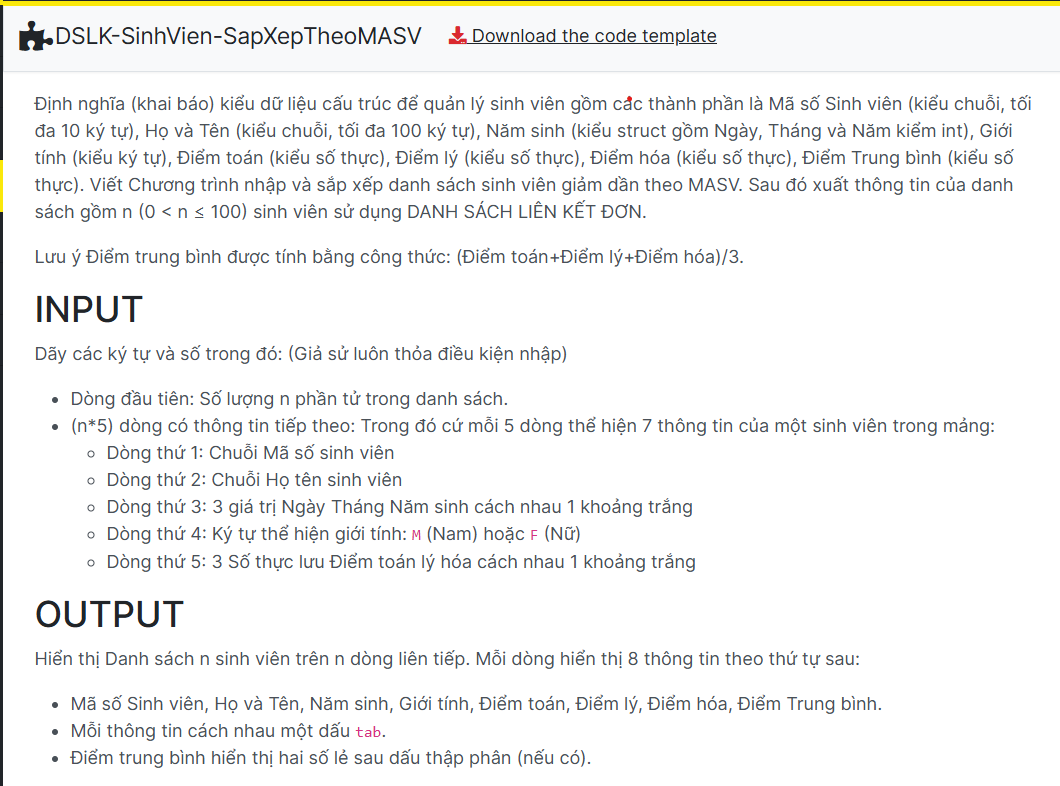 DSLK-SinhVien-SapXepTheoMASV Download the code template
Định nghĩa (khai báo) kiểu dữ liệu cấu trúc để quản lý sinh viên gồm các thành phần là Mã số Sinh viên (kiểu chuỗi, tối
đa 10 ký tự), Họ và Tên (kiểu chuỗi, tối đa 100 ký tự), Năm sinh (kiểu struct gồm Ngày, Tháng và Năm kiểm int), Giới
tính (kiểu ký tự), Điểm toán (kiểu số thực), Điểm lý (kiểu số thực), Điểm hóa (kiểu số thực), Điểm Trung bình (kiểu số
thực). Viết Chương trình nhập và sắp xếp danh sách sinh viên giảm dần theo MASV. Sau đó xuất thông tin của danh
sách gồm n (0 < n ≤ 100) sinh viên sử dụng DANH SÁCH LIÊN KẾT ĐƠN.
Lưu ý Điểm trung bình được tính bằng công thức: (Điểm toán+Điểm lý+Điểm hóa)/3.
INPUT
Dãy các ký tự và số trong đó: (Giả sử luôn thỏa điều kiện nhập)
• Dòng đầu tiên: Số lượng n phần tử trong danh sách.
• (n*5) dòng có thông tin tiếp theo: Trong đó cứ mỗi 5 dòng thể hiện 7 thông tin của một sinh viên trong mảng:
◦ Dòng thứ 1: Chuỗi Mã số sinh viên
◦ Dòng thứ 2: Chuỗi Họ tên sinh viên
◦ Dòng thứ 3: 3 giá trị Ngày Tháng Năm sinh cách nhau 1 khoảng trắng
◦ Dòng thứ 4: Ký tự thể hiện giới tính: M (Nam) hoặc F (Nữ)
◦ Dòng thứ 5: 3 Số thực lưu Điểm toán lý hóa cách nhau 1 khoảng trắng
OUTPUT
Hiển thị Danh sách n sinh viên trên n dòng liên tiếp. Mỗi dòng hiển thị 8 thông tin theo thứ tự sau:
• Mã số Sinh viên, Họ và Tên, Năm sinh, Giới tính, Điểm toán, Điểm lý, Điểm hóa, Điểm Trung bình.
• Mỗi thông tin cách nhau một dấu tab.
• Điểm trung bình hiển thị hai số lẻ sau dấu thập phân (nếu có).